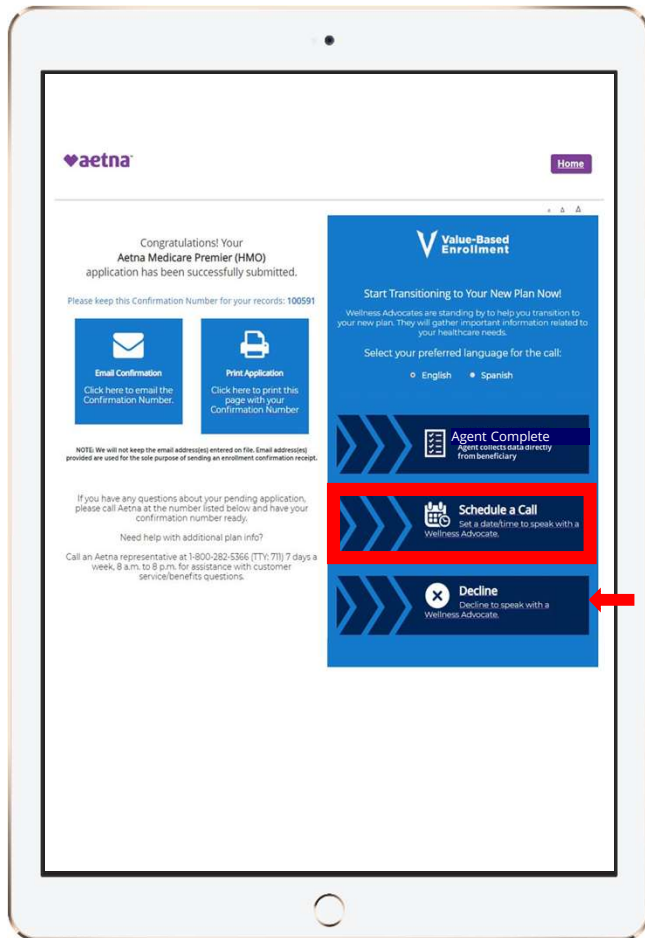 aetna
Home
A A A
Congratulations! Your
Aetna Medicare Premier (HMO)
application has been successfully submitted.
Please keep this Confirmation Number for your records: 100591
Email Confirmation
Click here to email the
Confirmation Number.
Print Application
Click here to print this
page with your
Confirmation Number
NOTE: We will not keep the email address(es) entered on file. Email address(es)
provided are used for the sole purpose of sending an enrollment confirmation receipt.
If you have any questions about your pending application,
please call Aetna at the number listed below and have your
confirmation number ready.
Need help with additional plan info?
Call an Aetna representative at 1-800-282-5366 (TTY: 711) 7 days a
week, 8 a.m. to 8 p.m. for assistance with customer
service/benefits questions.
Value-Based
Enrollment
Start Transitioning to Your New Plan Now!
Wellness Advocates are standing by to help you transition to
your new plan. They will gather important information related to
your healthcare needs.
Select your preferred language for the call:
English Spanish
Agent Complete
Agent collects data directly
from beneficiary
Schedule a Call
Set a date/time to speak with a
Wellness Advocate.
Decline
Decline to speak with a
Wellness Advocate.